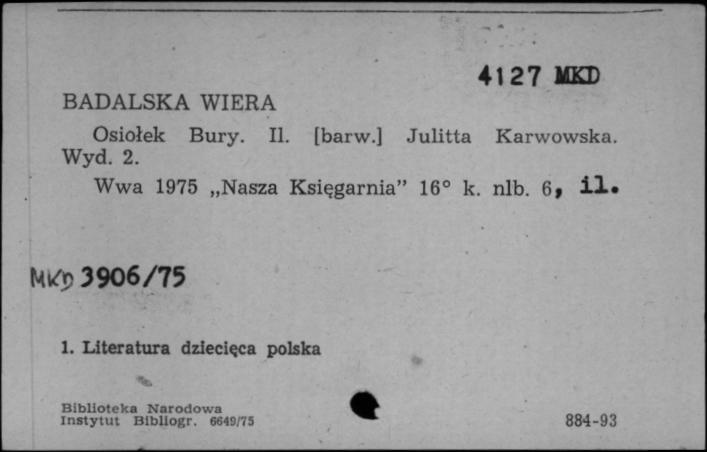 4127 MKD
BADALSKA WIERA
Osiołek Bury. Il. [barw.] Julitta Karwowska.
Wyd. 2.
Wwa 1975 „Nasza Księgarnia” 16° k. nlb. 6, il.
MKD 3906/75
1. Literatura dziecięca polska
Biblioteka Narodowa
Instytut Bibliogr. 6649/75
884-93